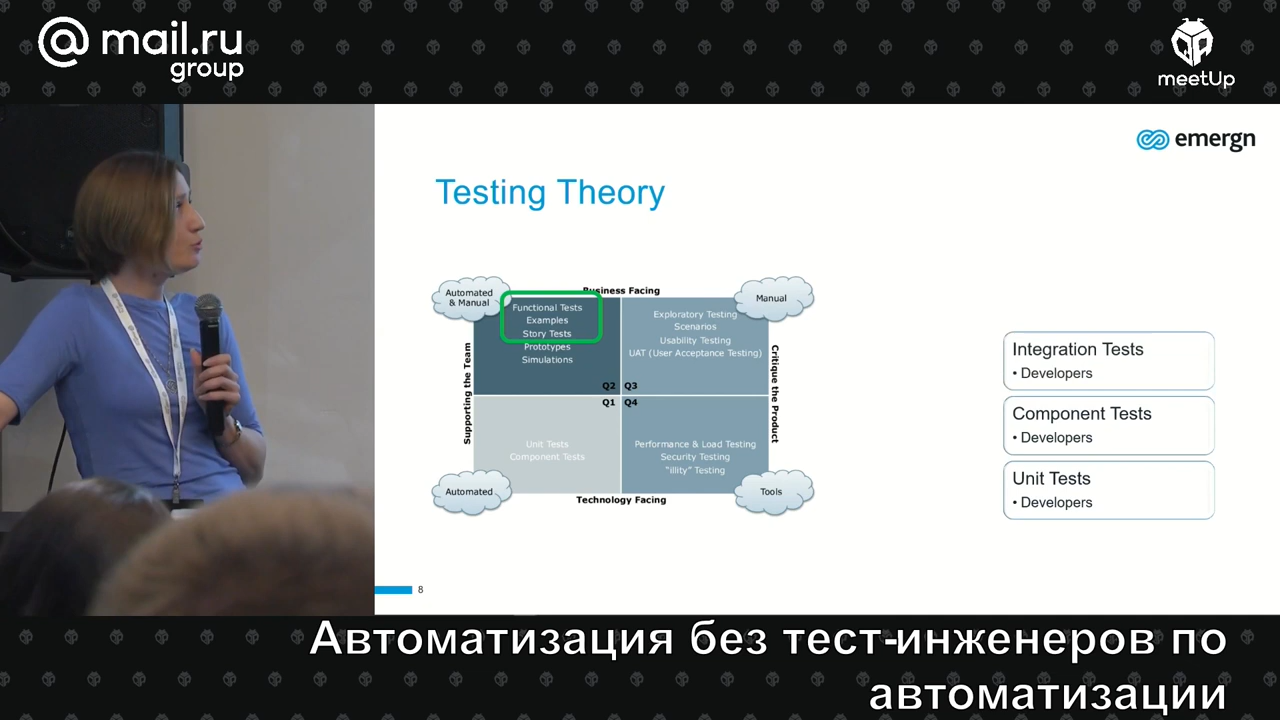 @mail.ru
group
meetUp
emergn
Testing Theory
Automated
& Manual
Business Facing
Manual
Functional Tests
Examples
Story Tests
Prototypes
Simulations
Q2
Exploratory Testing
Scenarios
Usability Testing
UAT (User Acceptance Testing)
Q3
Supporting the Team
Critique the Product
Q1
Unit Tests
Component Tests
Q4
Performance & Load Testing
Security Testing
"illity" Testing
Automated
Technology Facing
Tools
Integration Tests
• Developers
Component Tests
• Developers
Unit Tests
• Developers
8
Автоматизация без тест-инженеров по
автоматизации